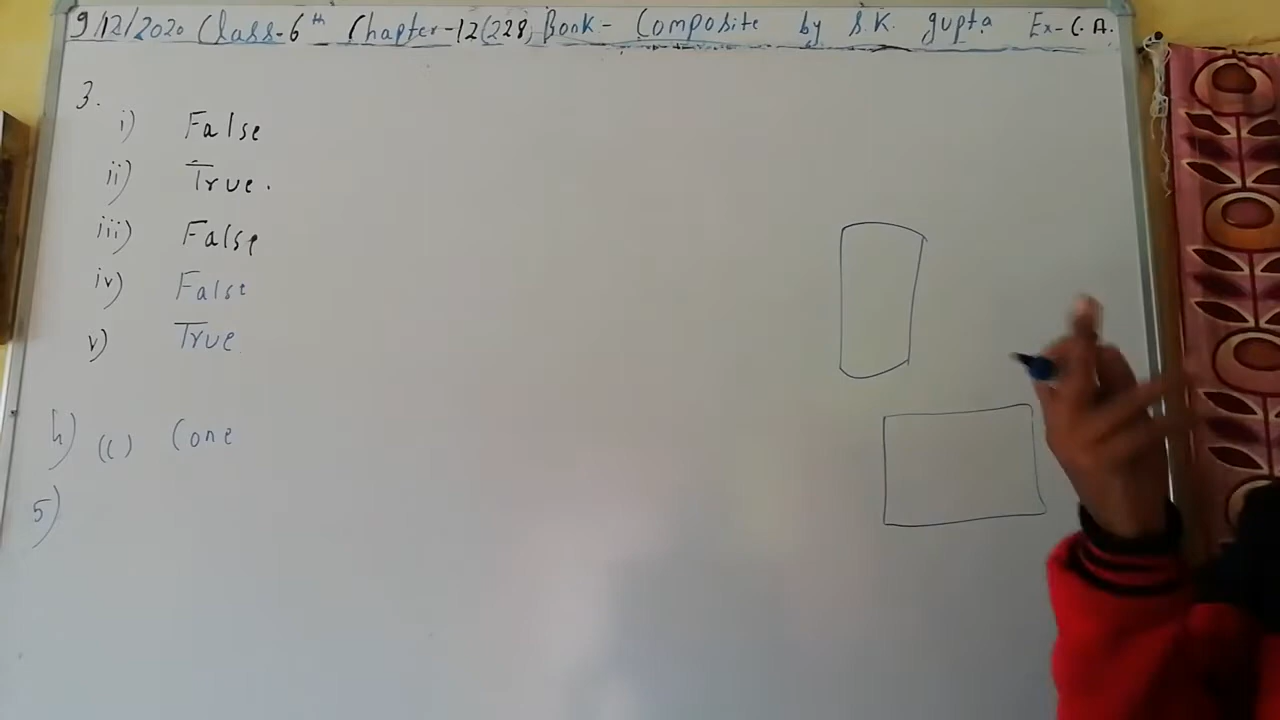 9/12/2020 Class-6th Chapter-12(228) Book- Composite by S.K. gupta. Ex- C.A.
3.
i) False
ii) True.
iii) False
iv) False
v) True.
4) (c) Cone
5)